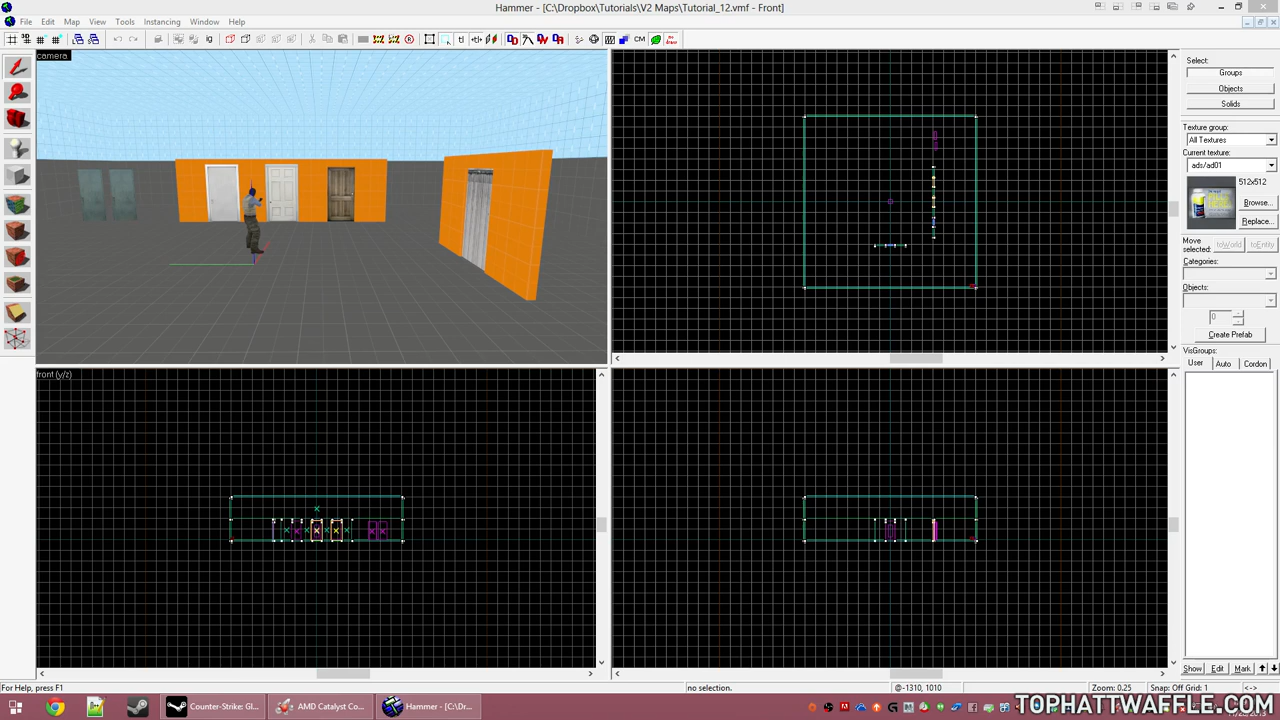 Hammer - [C:\Dropbox\Tutorials\V2 Maps\Tutorial_12.vmf - Front]
File Edit Map View Tools Instancing Window Help
CM
camera
front (y/z)
Select:
Groups
Objects
Solids
Texture group:
All Textures
Current texture:
ads/ad01
512x512
Browse...
Replace...
Move selected:
toWorld toEntity
Categories:
Objects:
0
Create Prefab
VisGroups:
User Auto Cordon
Show Edit Mark
For Help, press F1
no selection.
@-1310, 1010
Zoom: 0.25
Snap: Off Grid: 1
<->
Counter-Strike: Gl...
AMD Catalyst Co...
Hammer - [C:\Dr...
TOPHATTWAFFLE.COM